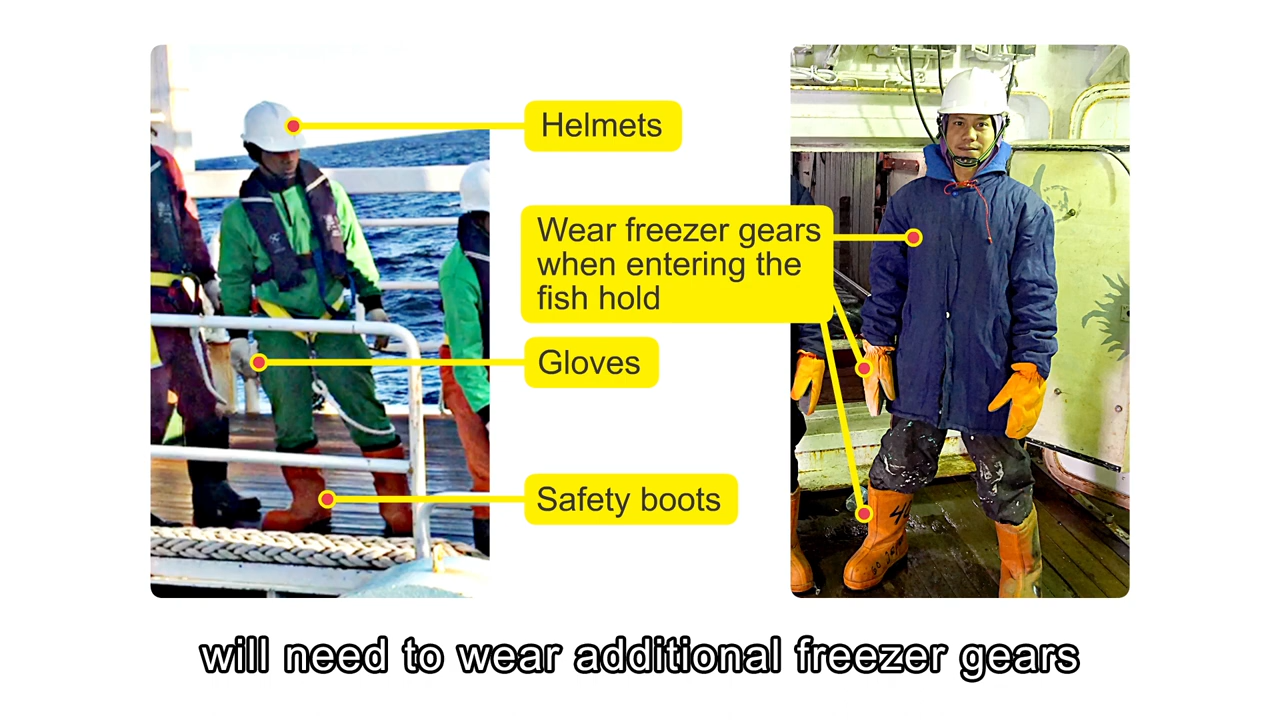 Helmets
Wear freezer gears
when entering the
fish hold
Gloves
Safety boots
will need to wear additional freezer gears